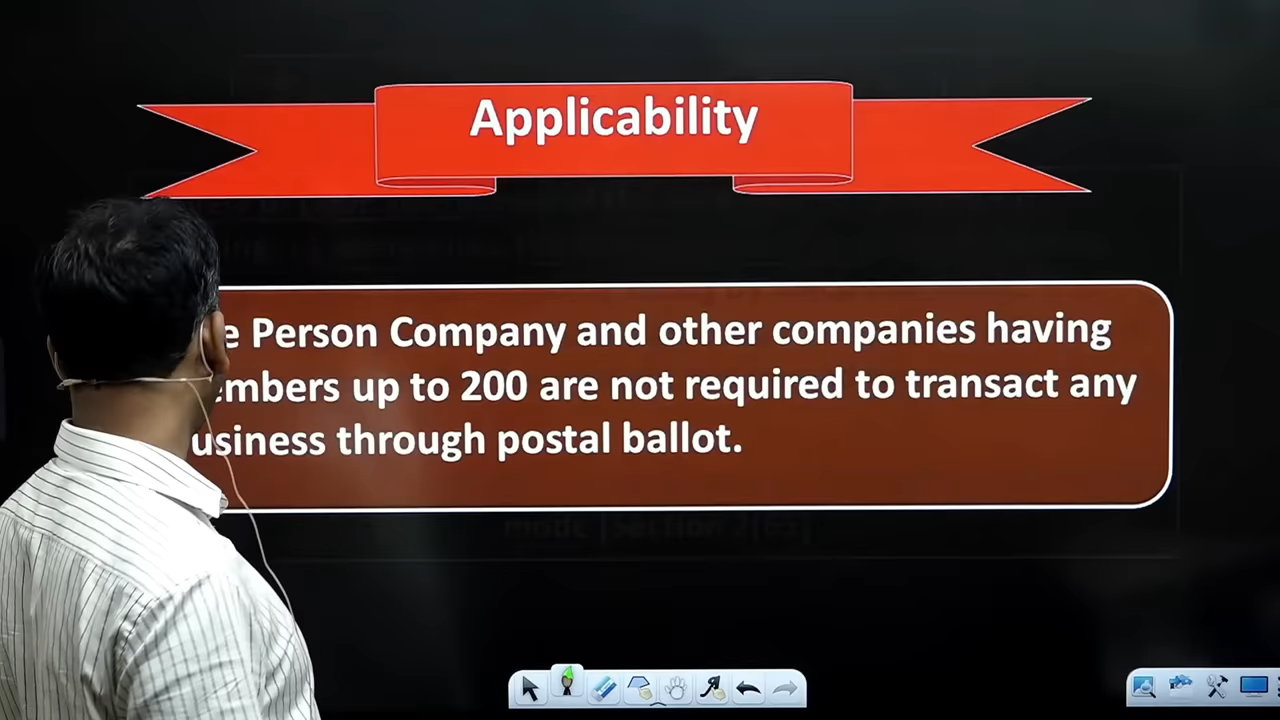 Applicability
e Person Company and other companies having
embers up to 200 are not required to transact any
usiness through postal ballot.